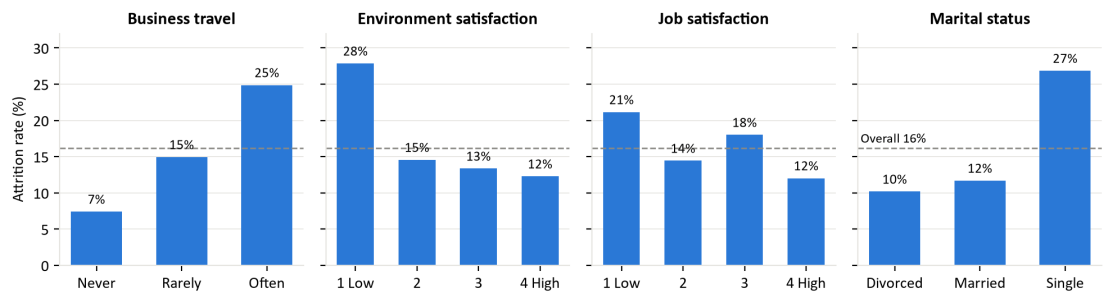 Business travel
Environment satisfaction
Job satisfaction
Marital status
Attrition rate (%)
30
25
20
15
10
5
0
7%
15%
25%
Never
Rarely
Often
28%
15%
13%
12%
1 Low
2
3
4 High
21%
14%
18%
12%
1 Low
2
3
4 High
Overall 16%
10%
12%
27%
Divorced
Married
Single